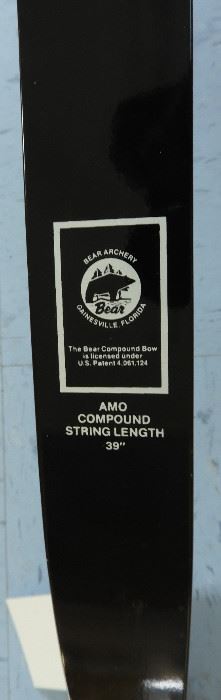 BEAR ARCHERY
Bear
GAINESVILLE, FLORIDA
The Bear Compound Bow
is licensed under
U.S. Patent 4,061,124
AMO
COMPOUND
STRING LENGTH
39"